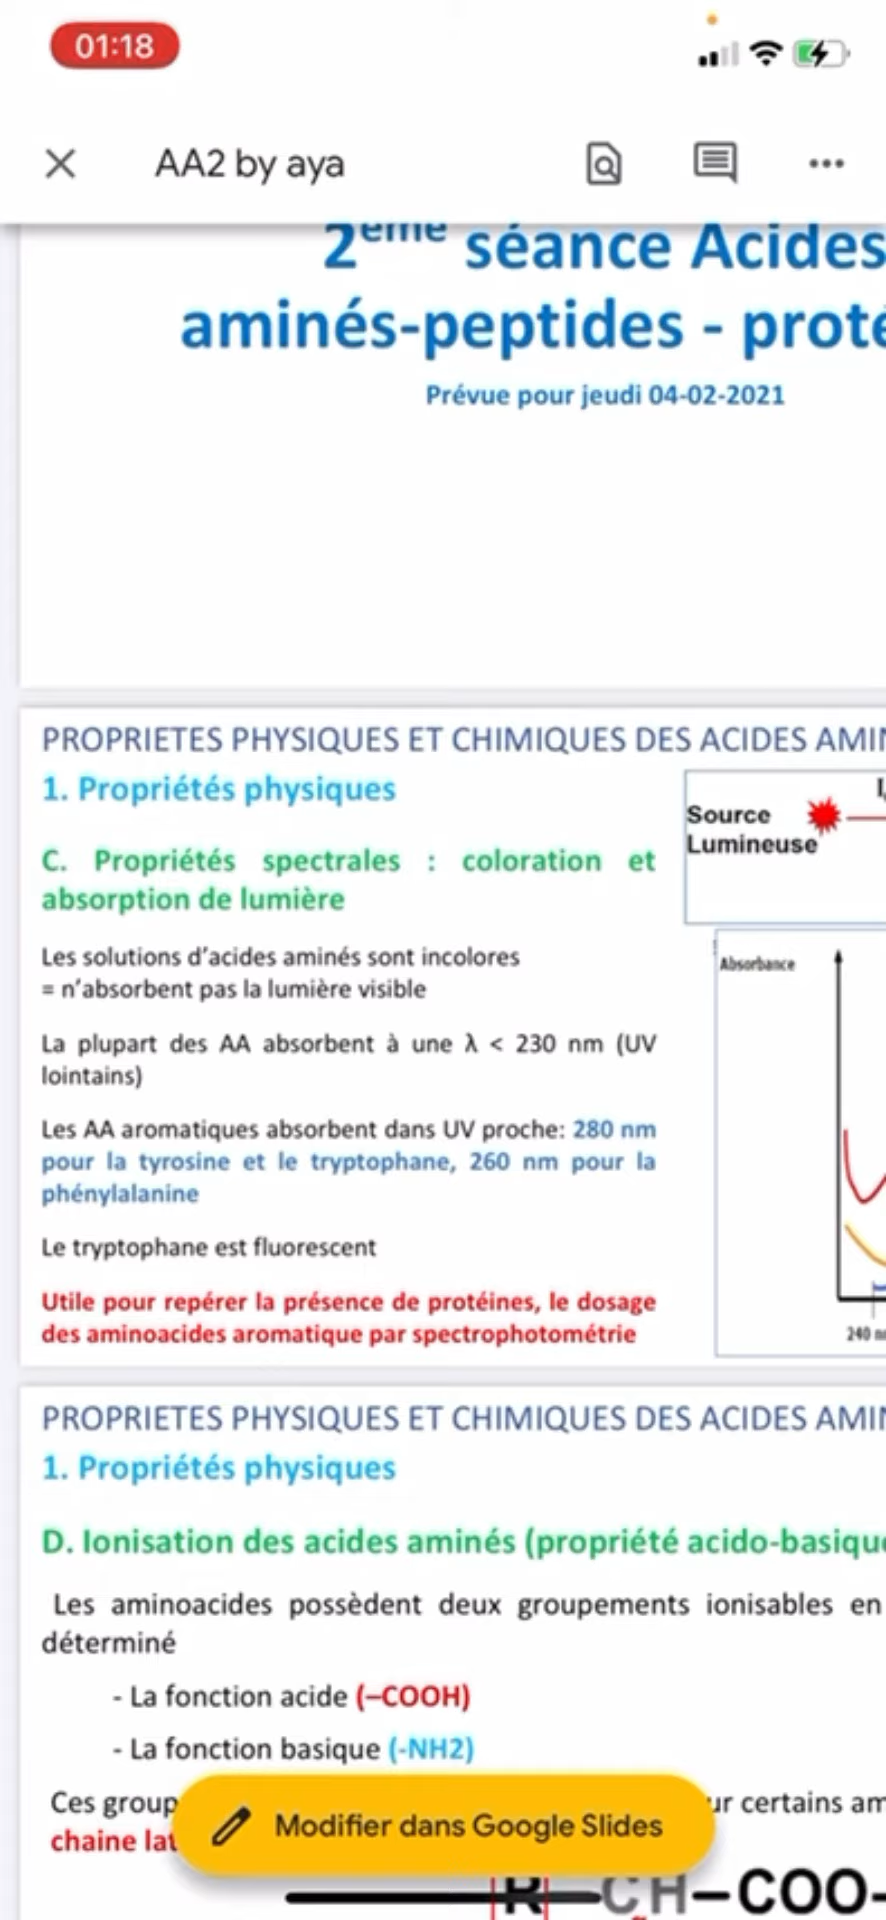 01:18
AA2 by aya
2ème séance Acides
aminés-peptides - proté
Prévue pour jeudi 04-02-2021
PROPRIETES PHYSIQUES ET CHIMIQUES DES ACIDES AMIN
1. Propriétés physiques
C. Propriétés spectrales : coloration et
absorption de lumière
Les solutions d'acides aminés sont incolores
= n'absorbent pas la lumière visible
La plupart des AA absorbent à une λ < 230 nm (UV
lointains)
Les AA aromatiques absorbent dans UV proche: 280 nm
pour la tyrosine et le tryptophane, 260 nm pour la
phénylalanine
Le tryptophane est fluorescent
Utile pour repérer la présence de protéines, le dosage
des aminoacides aromatique par spectrophotométrie
Source
Lumineuse
Absorbance
240 n
PROPRIETES PHYSIQUES ET CHIMIQUES DES ACIDES AMIN
1. Propriétés physiques
D. Ionisation des acides aminés (propriété acido-basique
Les aminoacides possèdent deux groupements ionisables en
déterminé
- La fonction acide (–COOH)
- La fonction basique (-NH2)
Ces group
ur certains am
chaine lat
Modifier dans Google Slides
R–CH–COO-